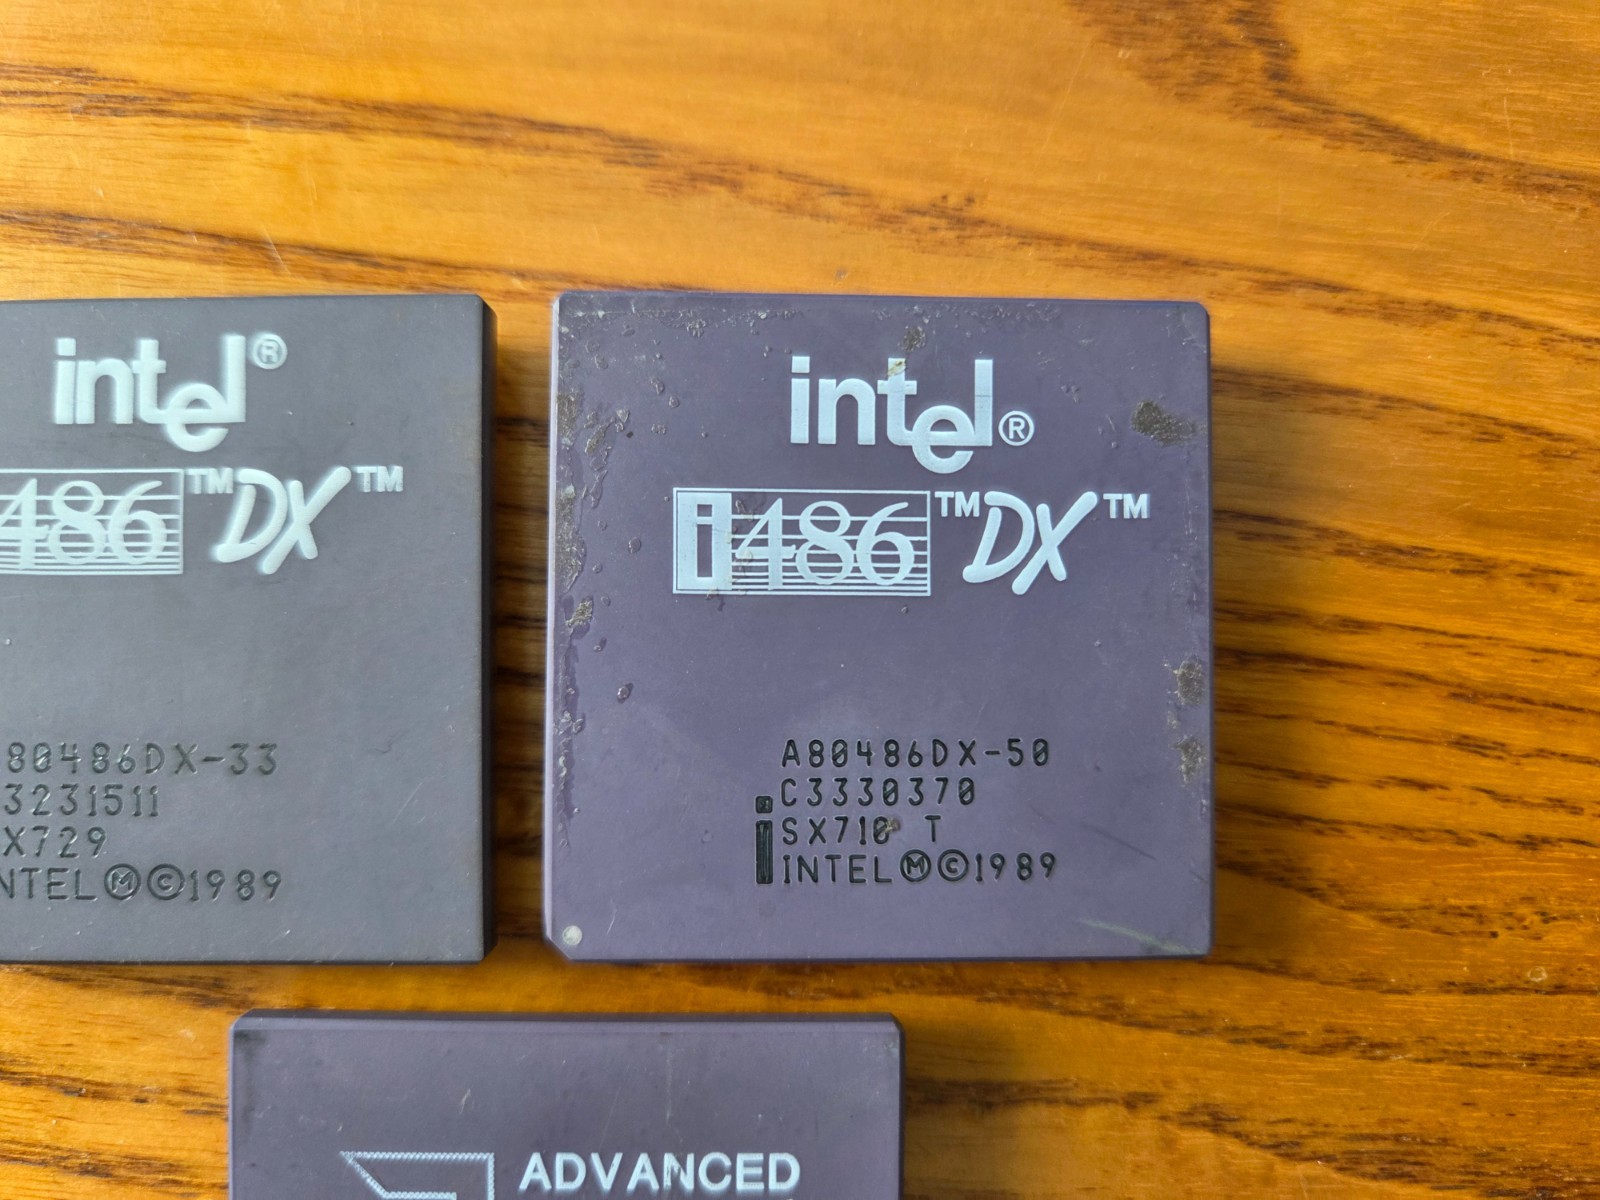 intel®
486™DX™
80486DX-33
3231511
X729
NTEL Ⓜ©1989
intel®
i486™DX™
A80486DX-50
C3330370
SX710 T
INTEL Ⓜ©1989
ADVANCED